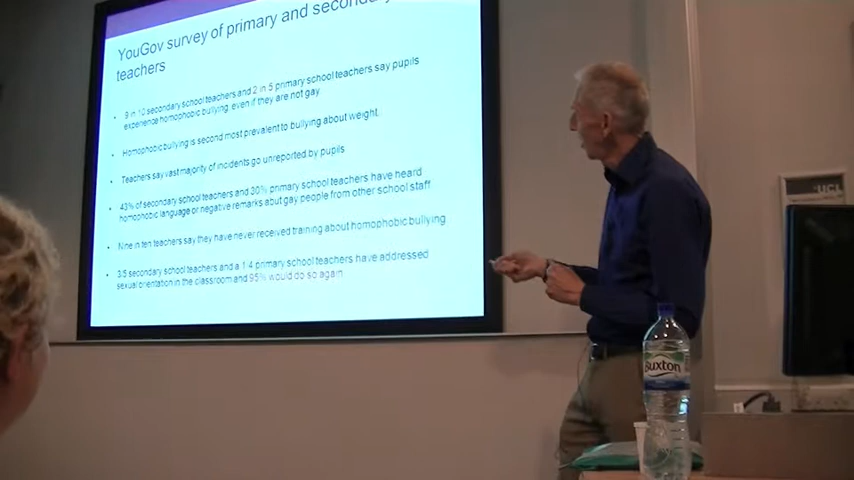 YouGov survey of primary and secondary
teachers
• 9 in 10 secondary school teachers and 2 in 5 primary school teachers say pupils
experience homophobic bullying, even if they are not gay
• Homophobic bullying is second most prevalent to bullying about weight.
• Teachers say vast majority of incidents go unreported by pupils
• 43% of secondary school teachers and 30% primary school teachers have heard
homophobic language or negative remarks about gay people from other school staff
• Nine in ten teachers say they have never received training about homophobic bullying
• 3:5 secondary school teachers and a 1:4 primary school teachers have addressed
sexual orientation in the classroom and 95% would do so again
UCL
Buxton